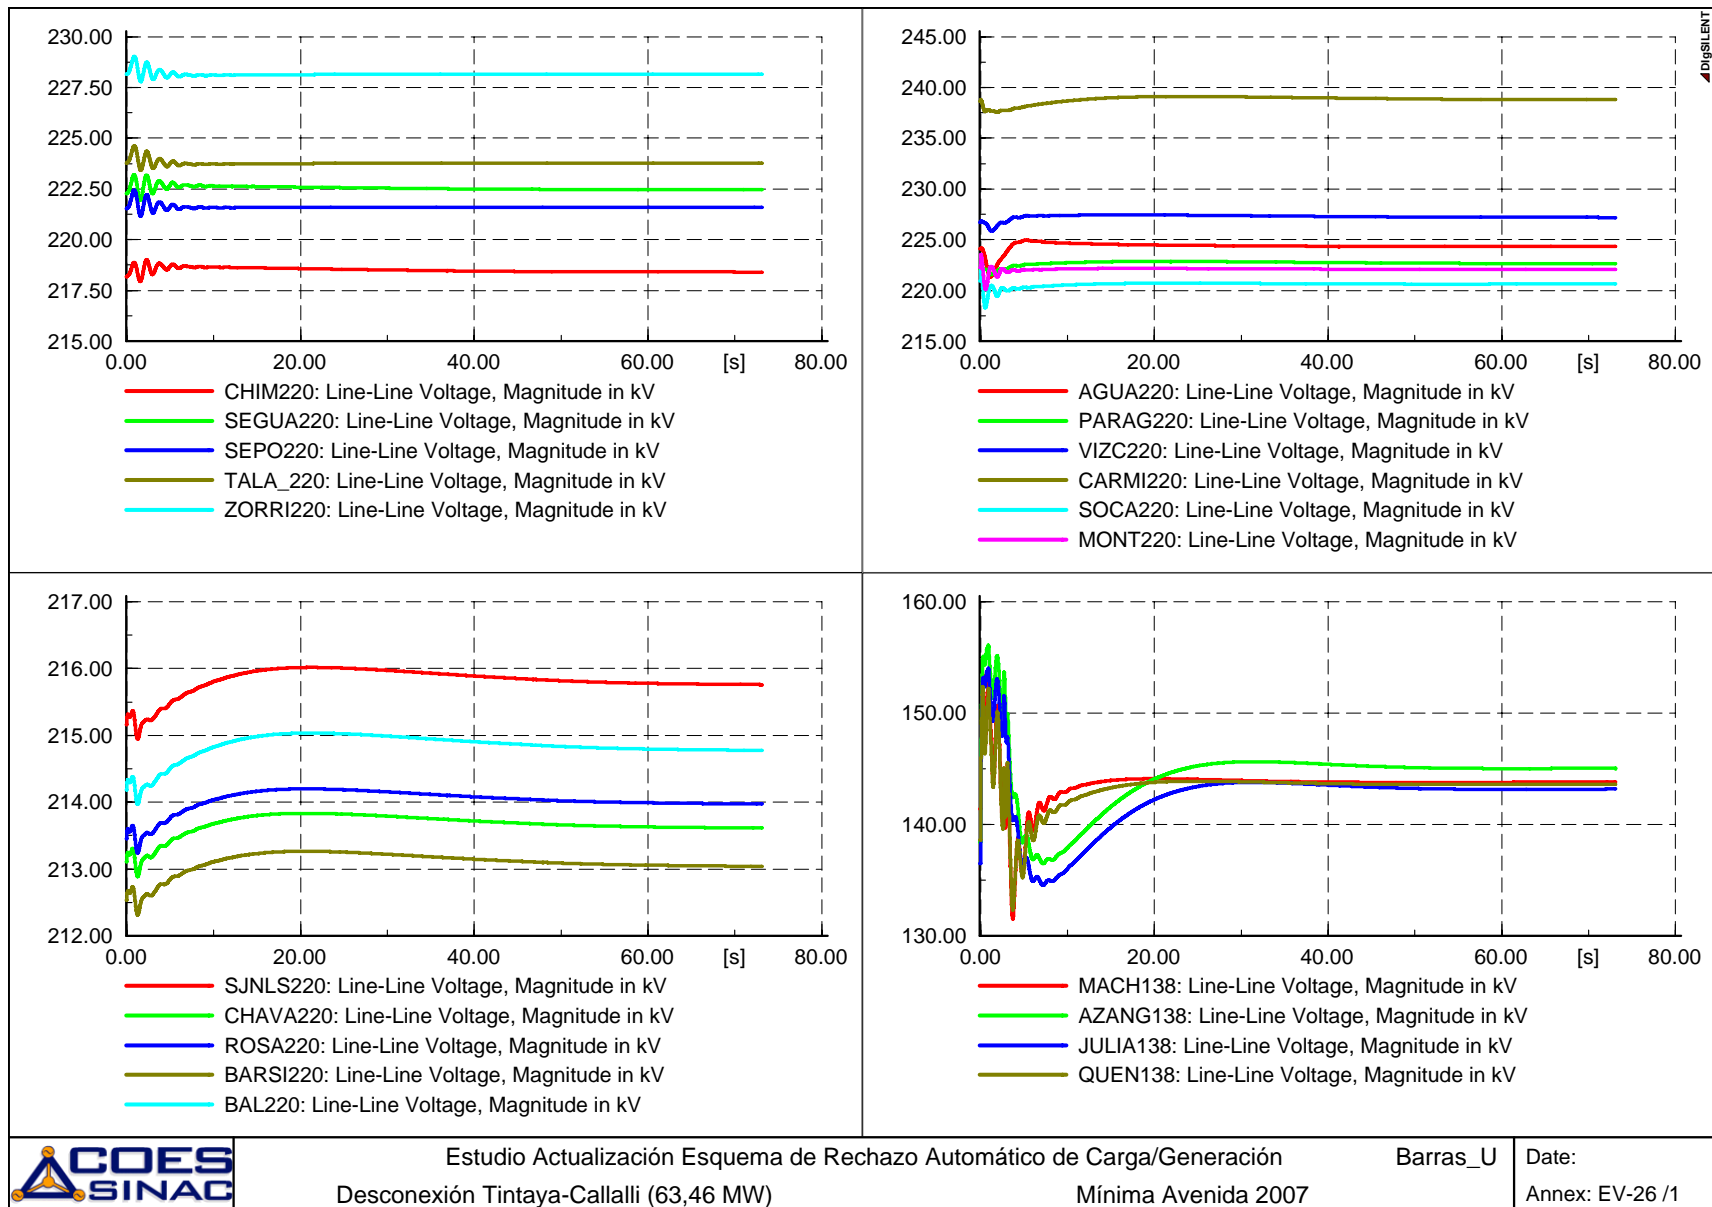 DIgSILENT
230.00
227.50
225.00
222.50
220.00
217.50
215.00
0.00 20.00 40.00 60.00 [s] 80.00
CHIM220: Line-Line Voltage, Magnitude in kV
SEGUA220: Line-Line Voltage, Magnitude in kV
SEPO220: Line-Line Voltage, Magnitude in kV
TALA_220: Line-Line Voltage, Magnitude in kV
ZORRI220: Line-Line Voltage, Magnitude in kV
245.00
240.00
235.00
230.00
225.00
220.00
215.00
0.00 20.00 40.00 60.00 [s] 80.00
AGUA220: Line-Line Voltage, Magnitude in kV
PARAG220: Line-Line Voltage, Magnitude in kV
VIZC220: Line-Line Voltage, Magnitude in kV
CARMI220: Line-Line Voltage, Magnitude in kV
SOCA220: Line-Line Voltage, Magnitude in kV
MONT220: Line-Line Voltage, Magnitude in kV
217.00
216.00
215.00
214.00
213.00
212.00
0.00 20.00 40.00 60.00 [s] 80.00
SJNLS220: Line-Line Voltage, Magnitude in kV
CHAVA220: Line-Line Voltage, Magnitude in kV
ROSA220: Line-Line Voltage, Magnitude in kV
BARSI220: Line-Line Voltage, Magnitude in kV
BAL220: Line-Line Voltage, Magnitude in kV
160.00
150.00
140.00
130.00
0.00 20.00 40.00 60.00 [s] 80.00
MACH138: Line-Line Voltage, Magnitude in kV
AZANG138: Line-Line Voltage, Magnitude in kV
JULIA138: Line-Line Voltage, Magnitude in kV
QUEN138: Line-Line Voltage, Magnitude in kV
COES
SINAC
Estudio Actualización Esquema de Rechazo Automático de Carga/Generación Barras_U
Desconexión Tintaya-Callalli (63,46 MW) Mínima Avenida 2007
Date:
Annex: EV-26 /1